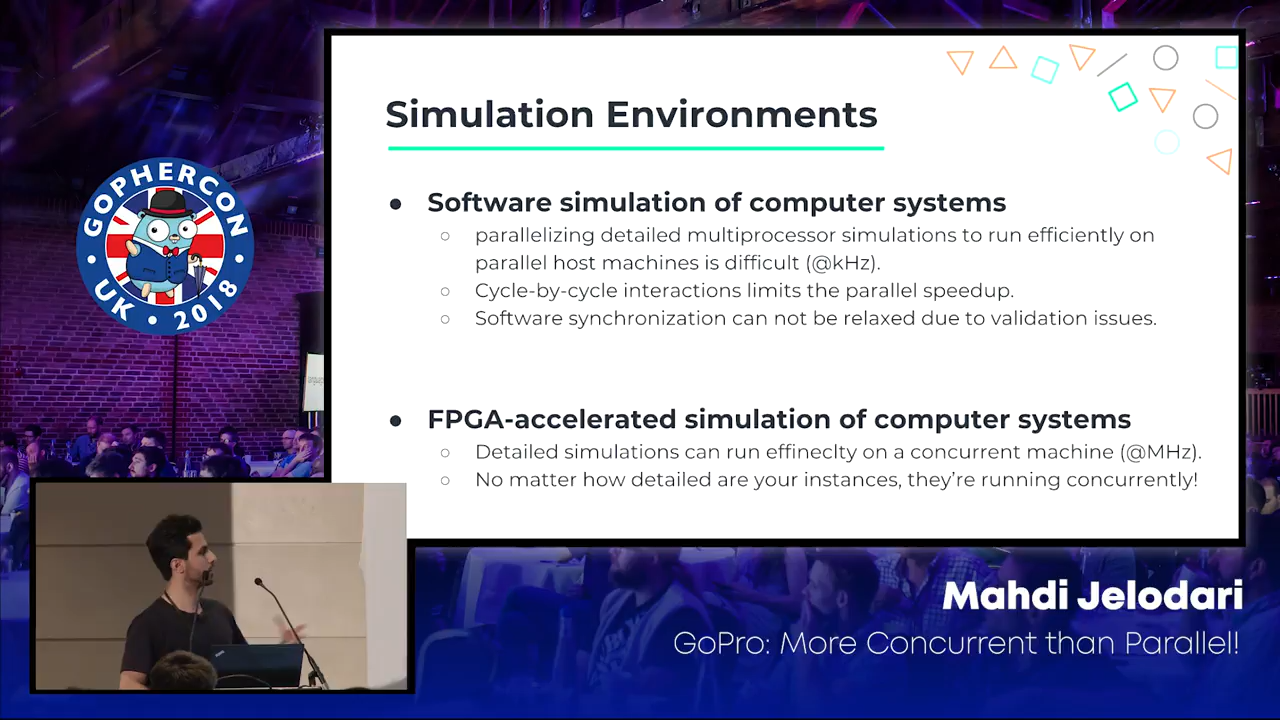 GOPHERCON
UK • 2018
Simulation Environments
● Software simulation of computer systems
○ parallelizing detailed multiprocessor simulations to run efficiently on
parallel host machines is difficult (@kHz).
○ Cycle-by-cycle interactions limits the parallel speedup.
○ Software synchronization can not be relaxed due to validation issues.
● FPGA-accelerated simulation of computer systems
○ Detailed simulations can run effineclty on a concurrent machine (@MHz).
○ No matter how detailed are your instances, they're running concurrently!
Mahdi Jelodari
GoPro: More Concurrent than Parallel!